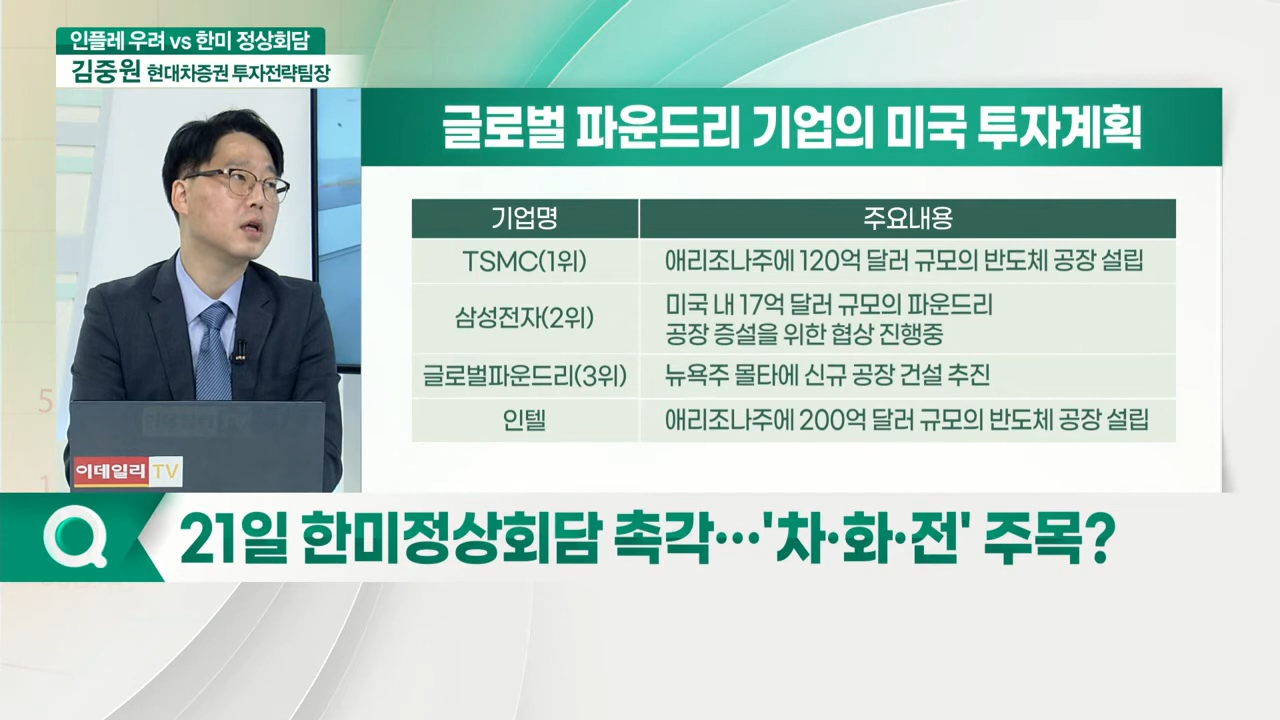 인플레 우려 vs 한미 정상회담
김중원 현대차증권 투자전략팀장
글로벌 파운드리 기업의 미국 투자계획
기업명 주요내용
TSMC(1위) 애리조나주에 120억 달러 규모의 반도체 공장 설립
삼성전자(2위) 미국 내 17억 달러 규모의 파운드리
공장 증설을 위한 협상 진행중
글로벌파운드리(3위) 뉴욕주 몰타에 신규 공장 건설 추진
인텔 애리조나주에 200억 달러 규모의 반도체 공장 설립
5
1
이데일리 TV
Q 21일 한미정상회담 촉각…'차·화·전' 주목?